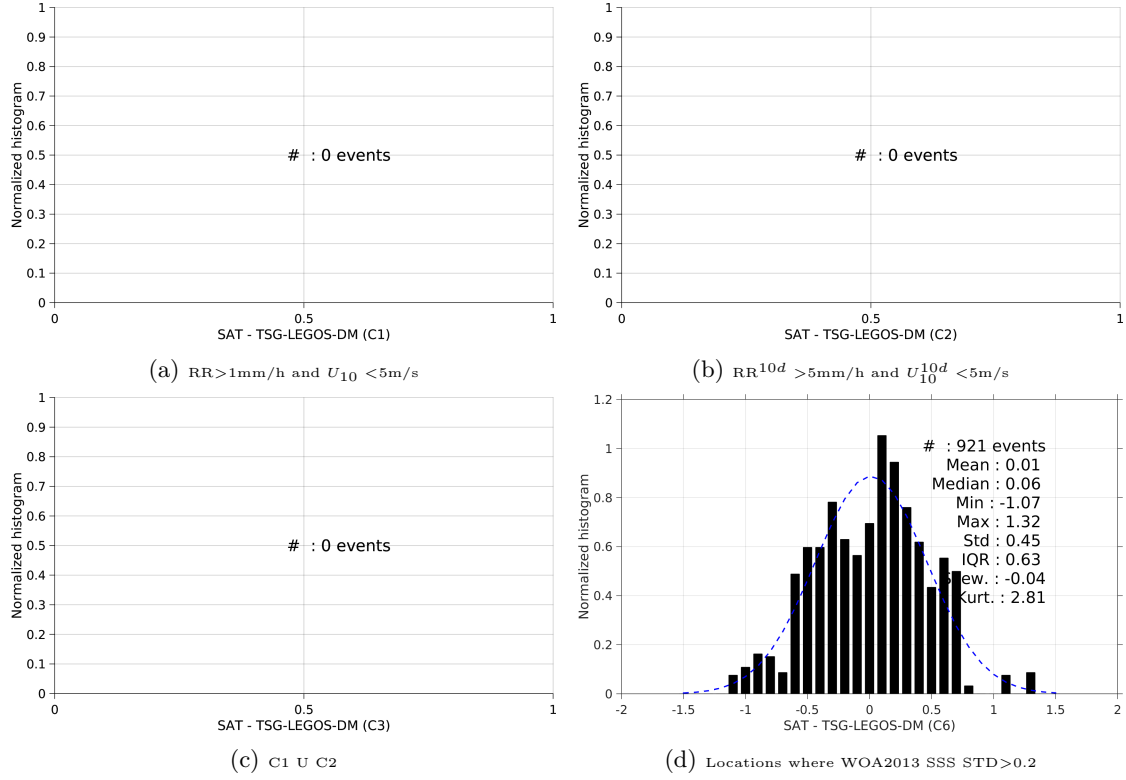 1
0.9
0.8
0.7
0.6
0.5
0.4
0.3
0.2
0.1
0
Normalized histogram
# : 0 events
0 0.5 1
SAT - TSG-LEGOS-DM (C1)
(a) RR>1mm/h and U10 <5m/s
1
0.9
0.8
0.7
0.6
0.5
0.4
0.3
0.2
0.1
0
Normalized histogram
# : 0 events
0 0.5 1
SAT - TSG-LEGOS-DM (C2)
(b) RR10d >5mm/h and U10d10 <5m/s
1
0.9
0.8
0.7
0.6
0.5
0.4
0.3
0.2
0.1
0
Normalized histogram
# : 0 events
0 0.5 1
SAT - TSG-LEGOS-DM (C3)
(c) C1 U C2
1.2
1
0.8
0.6
0.4
0.2
0
Normalized histogram
# : 921 events
Mean : 0.01
Median : 0.06
Min : -1.07
Max : 1.32
Std : 0.45
IQR : 0.63
Skew. : -0.04
Kurt. : 2.81
-2 -1.5 -1 -0.5 0 0.5 1 1.5 2
SAT - TSG-LEGOS-DM (C6)
(d) Locations where WOA2013 SSS STD>0.2